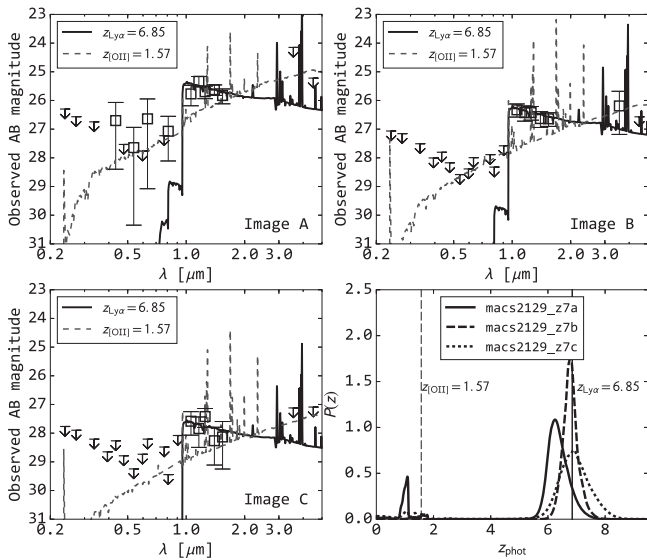 23
24
25
26
27
28
29
30
31
Observed AB magnitude
z_Lyα = 6.85
z_[OII] = 1.57
Image A
0.2 0.5 1.0 2.0 3.0
λ [μm]
23
24
25
26
27
28
29
30
31
Observed AB magnitude
z_Lyα = 6.85
z_[OII] = 1.57
Image B
0.2 0.5 1.0 2.0 3.0
λ [μm]
23
24
25
26
27
28
29
30
31
Observed AB magnitude
z_Lyα = 6.85
z_[OII] = 1.57
Image C
0.2 0.5 1.0 2.0 3.0
λ [μm]
2.5
2.0
1.5
1.0
0.5
0.0
P(z)
macs2129_z7a
macs2129_z7b
macs2129_z7c
z_[OII] = 1.57
z_Lyα = 6.85
0 2 4 6 8
z_phot